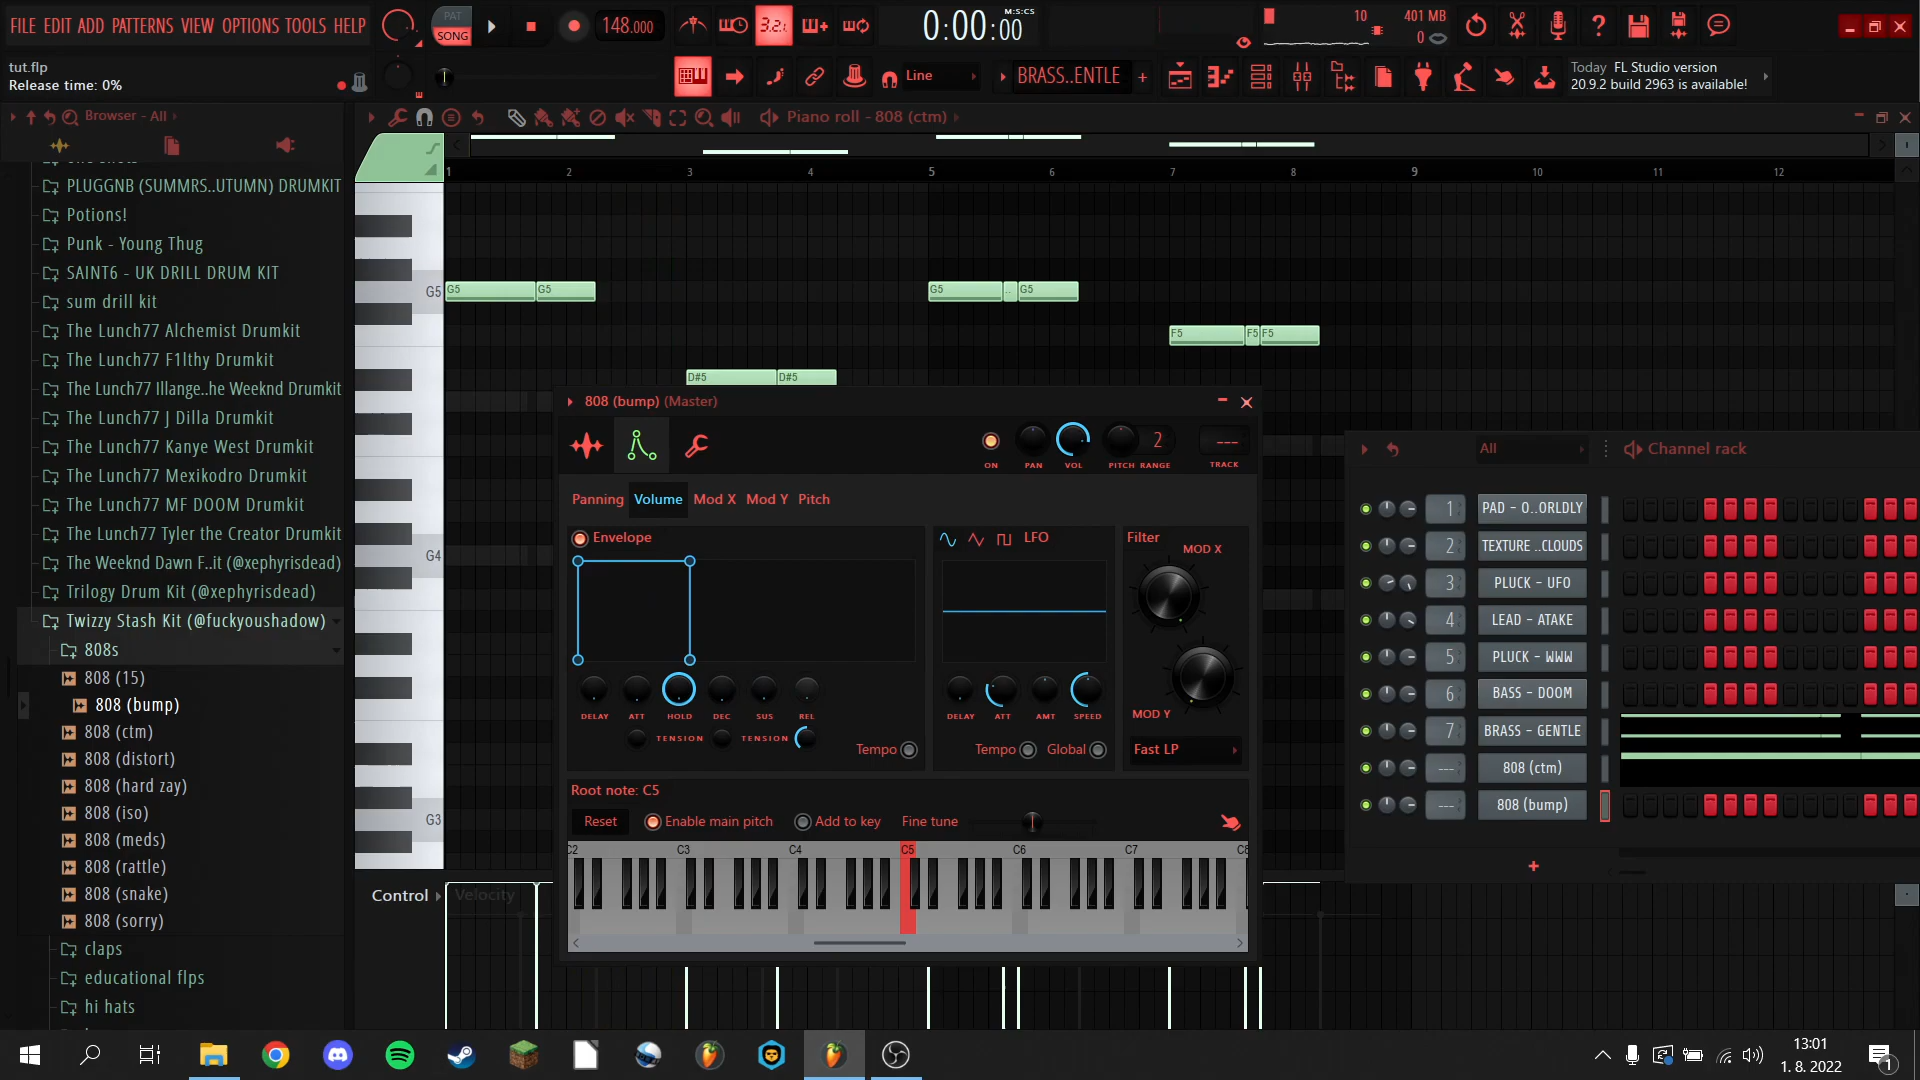 FILE EDIT ADD PATTERNS VIEW OPTIONS TOOLS HELP
PAT
SONG
148.000
3.2.1
0:00:00
M:S:CS
10
401 MB
0
tut.flp
Release time: 0%
Line
BRASS..ENTLE
+
Today FL Studio version
20.9.2 build 2963 is available!
Browser - All
Piano roll - 808 (ctm)
1 2 3 4 5 6 7 8 9 10 11 12
PLUGGNB (SUMMRS..UTUMN) DRUMKIT
Potions!
Punk - Young Thug
SAINT6 - UK DRILL DRUM KIT
sum drill kit
The Lunch77 Alchemist Drumkit
The Lunch77 F1lthy Drumkit
The Lunch77 Illange..he Weeknd Drumkit
The Lunch77 J Dilla Drumkit
The Lunch77 Kanye West Drumkit
The Lunch77 Mexikodro Drumkit
The Lunch77 MF DOOM Drumkit
The Lunch77 Tyler the Creator Drumkit
The Weeknd Dawn F..it (@xephyrisdead)
Trilogy Drum Kit (@xephyrisdead)
Twizzy Stash Kit (@fuckyoushadow)
808s
808 (15)
808 (bump)
808 (ctm)
808 (distort)
808 (hard zay)
808 (iso)
808 (meds)
808 (rattle)
808 (snake)
808 (sorry)
claps
educational flps
hi hats
G5
G4
G3
G5 G5
G5 .. G5
F5 F5 F5
D#5 D#5
Control
Velocity
808 (bump) (Master)
2
---
ON PAN VOL PITCH RANGE TRACK
Panning Volume Mod X Mod Y Pitch
Envelope
DELAY ATT HOLD DEC SUS REL
TENSION TENSION
Tempo
LFO
DELAY ATT AMT SPEED
Tempo Global
Filter
MOD X
MOD Y
Fast LP
Root note: C5
Reset Enable main pitch Add to key Fine tune
C2 C3 C4 C5 C6 C7 C8
All
Channel rack
1 PAD - O..ORLDLY
2 TEXTURE ..CLOUDS
3 PLUCK - UFO
4 LEAD - ATAKE
5 PLUCK - WWW
6 BASS - DOOM
7 BRASS - GENTLE
--- 808 (ctm)
--- 808 (bump)
+
13:01
1. 8. 2022
1